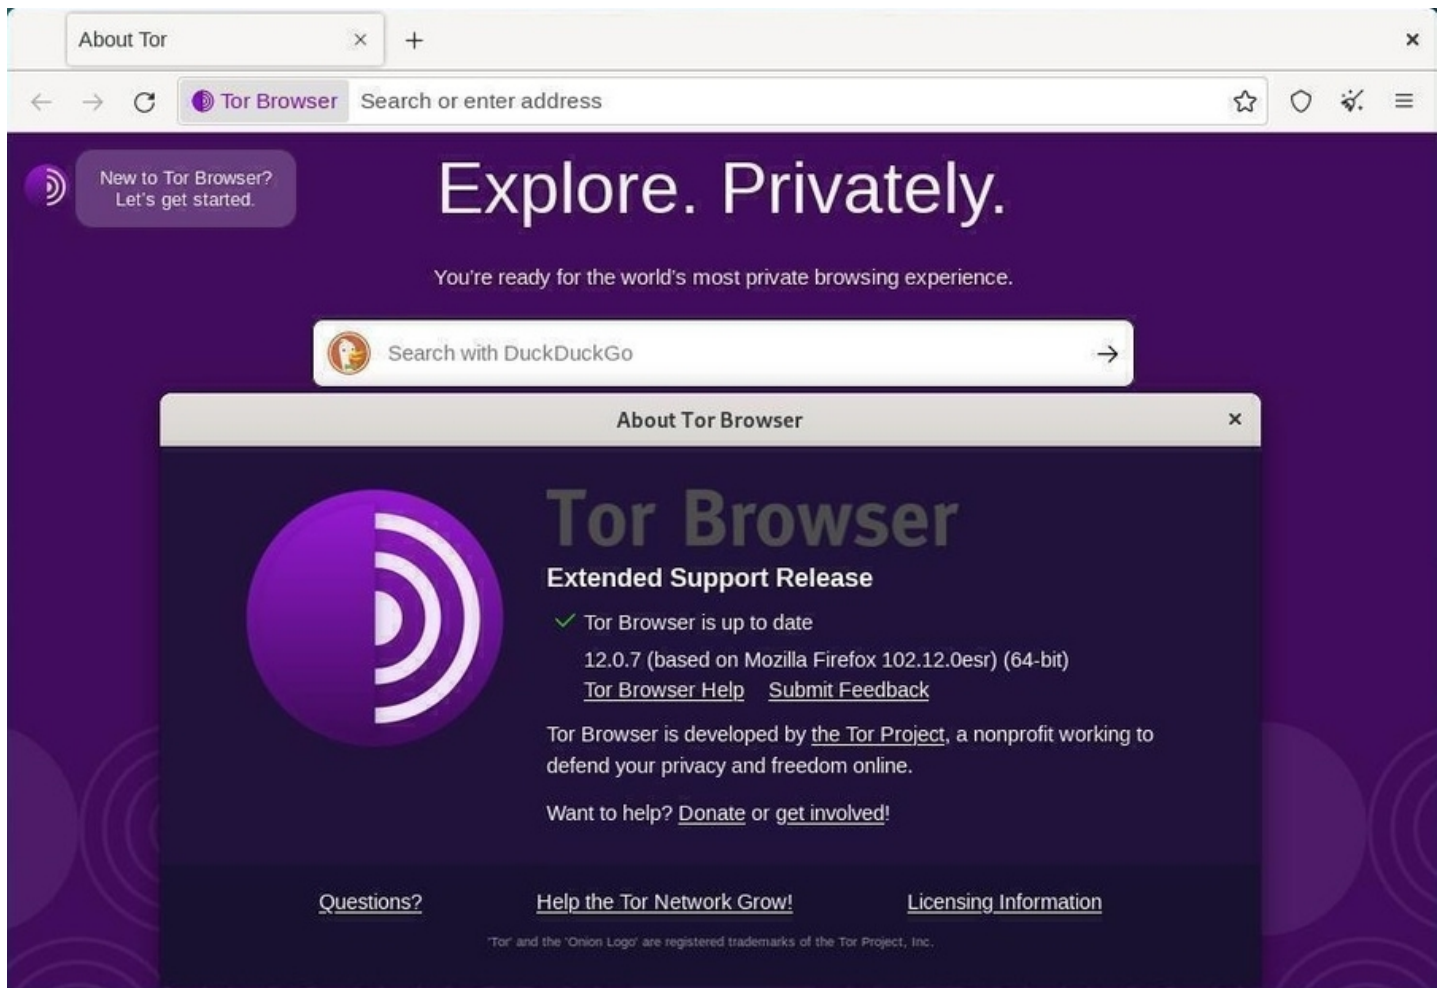 About Tor
Tor Browser Search or enter address
New to Tor Browser?
Let's get started.
Explore. Privately.
You're ready for the world's most private browsing experience.
Search with DuckDuckGo
About Tor Browser
Tor Browser
Extended Support Release
Tor Browser is up to date
12.0.7 (based on Mozilla Firefox 102.12.0esr) (64-bit)
Tor Browser Help Submit Feedback
Tor Browser is developed by the Tor Project, a nonprofit working to
defend your privacy and freedom online.
Want to help? Donate or get involved!
Questions? Help the Tor Network Grow! Licensing Information
'Tor' and the 'Onion Logo' are registered trademarks of the Tor Project, Inc.